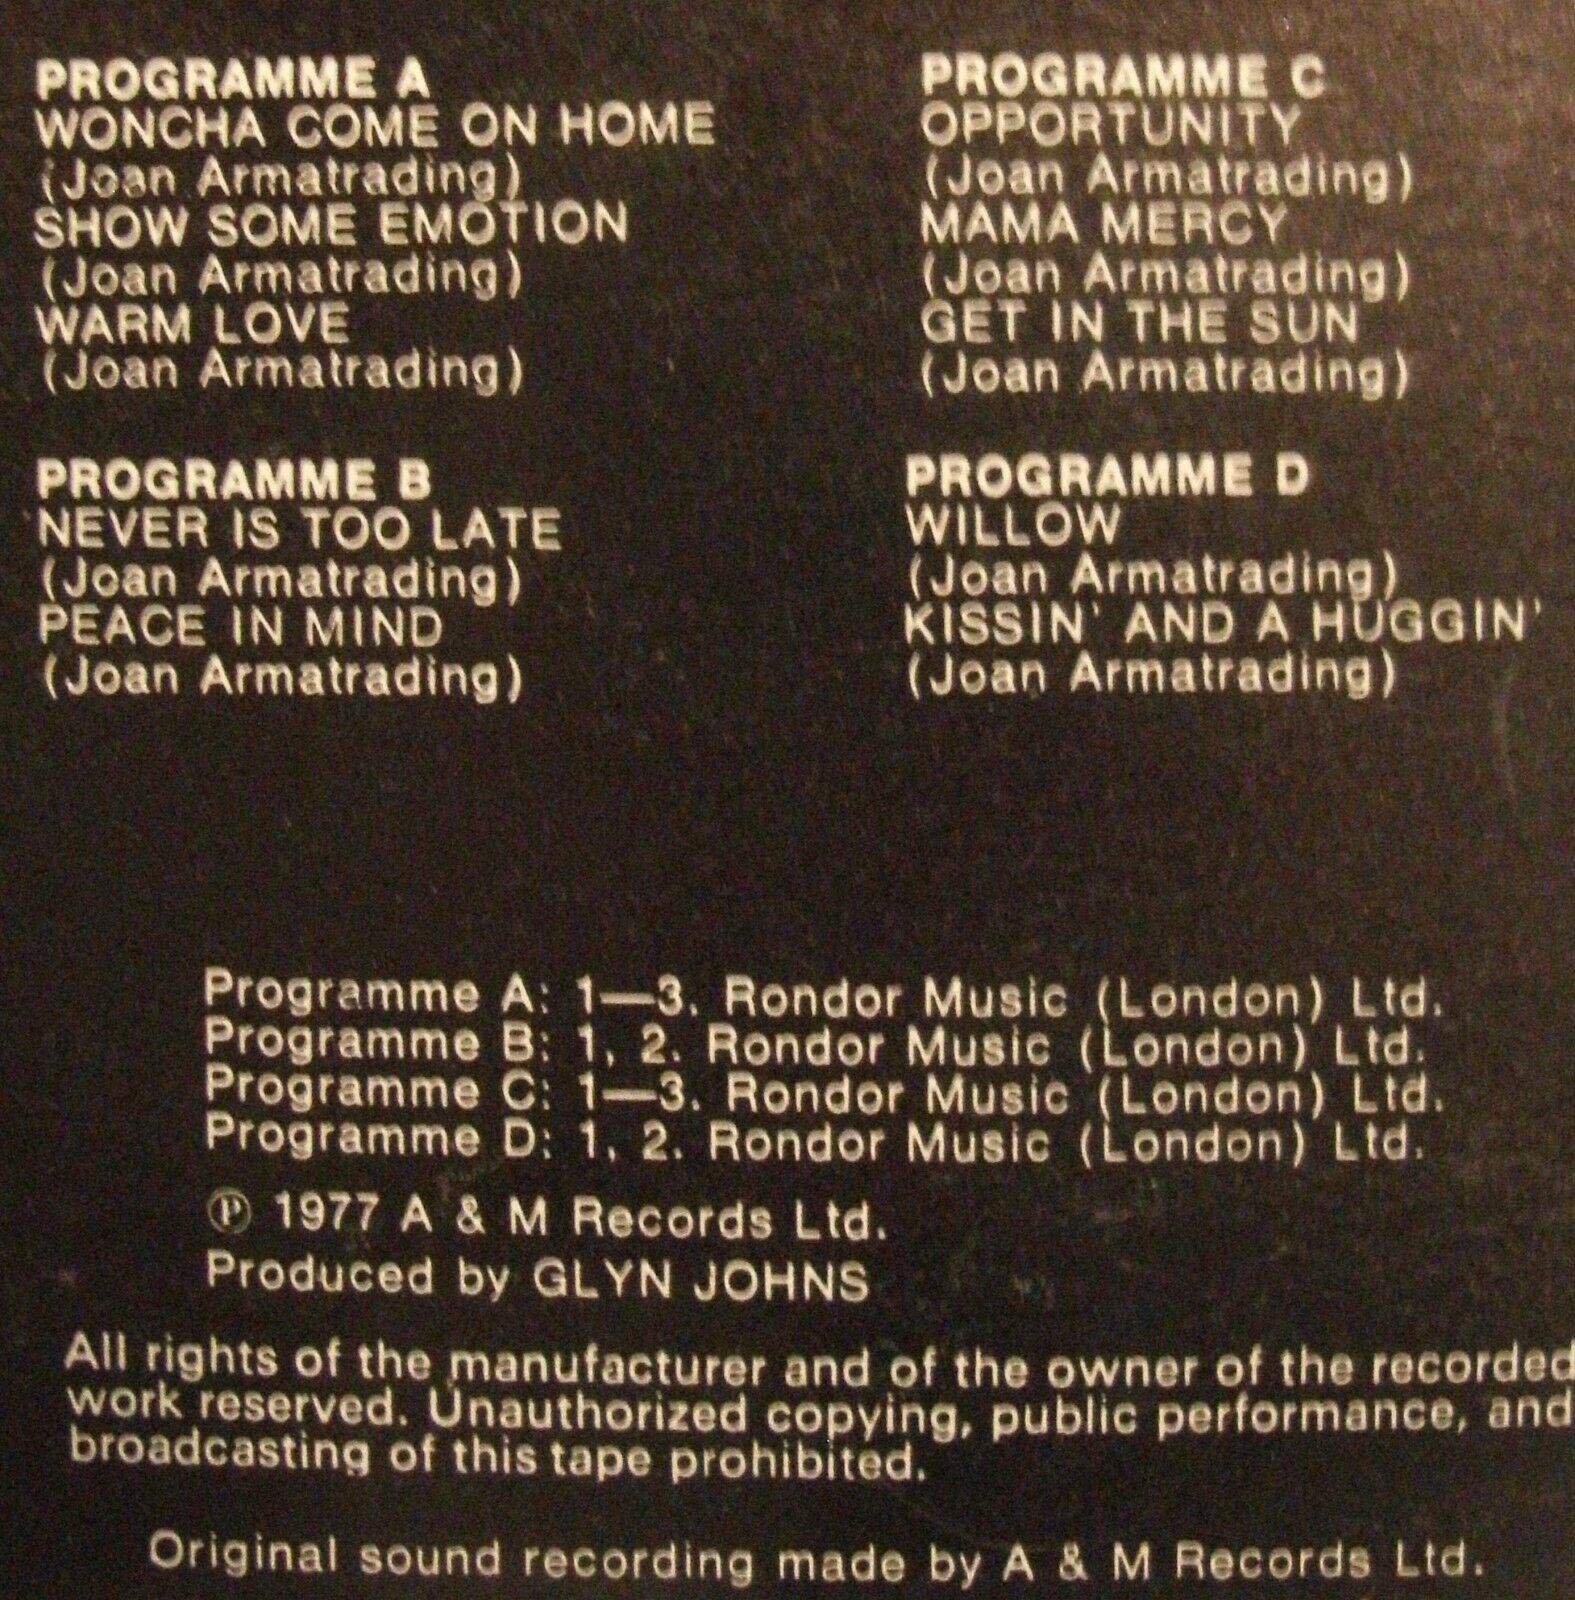 PROGRAMME A
WONCHA COME ON HOME
(Joan Armatrading)
SHOW SOME EMOTION
(Joan Armatrading)
WARM LOVE
(Joan Armatrading)
PROGRAMME B
NEVER IS TOO LATE
(Joan Armatrading)
PEACE IN MIND
(Joan Armatrading)
PROGRAMME C
OPPORTUNITY
(Joan Armatrading)
MAMA MERCY
(Joan Armatrading)
GET IN THE SUN
(Joan Armatrading)
PROGRAMME D
WILLOW
(Joan Armatrading)
KISSIN' AND A HUGGIN'
(Joan Armatrading)
Programme A: 1—3. Rondor Music (London) Ltd.
Programme B: 1, 2. Rondor Music (London) Ltd.
Programme C: 1—3. Rondor Music (London) Ltd.
Programme D: 1, 2. Rondor Music (London) Ltd.
℗ 1977 A & M Records Ltd.
Produced by GLYN JOHNS
All rights of the manufacturer and of the owner of the recorded
work reserved. Unauthorized copying, public performance, and
broadcasting of this tape prohibited.
Original sound recording made by A & M Records Ltd.